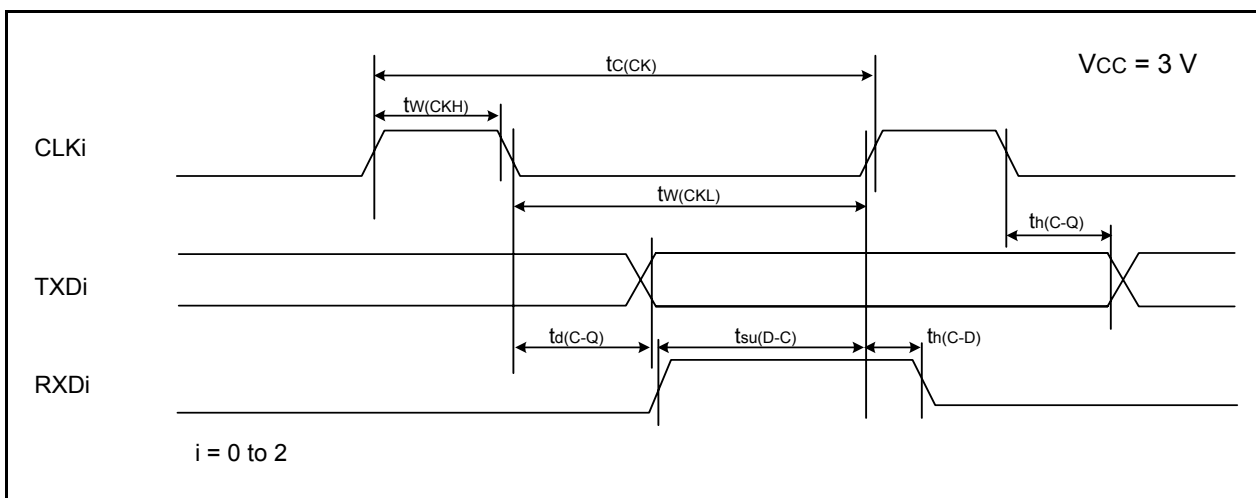 tC(CK)
VCC = 3 V
tW(CKH)
CLKi
tW(CKL)
th(C-Q)
TXDi
td(C-Q)
tsu(D-C)
th(C-D)
RXDi
i = 0 to 2